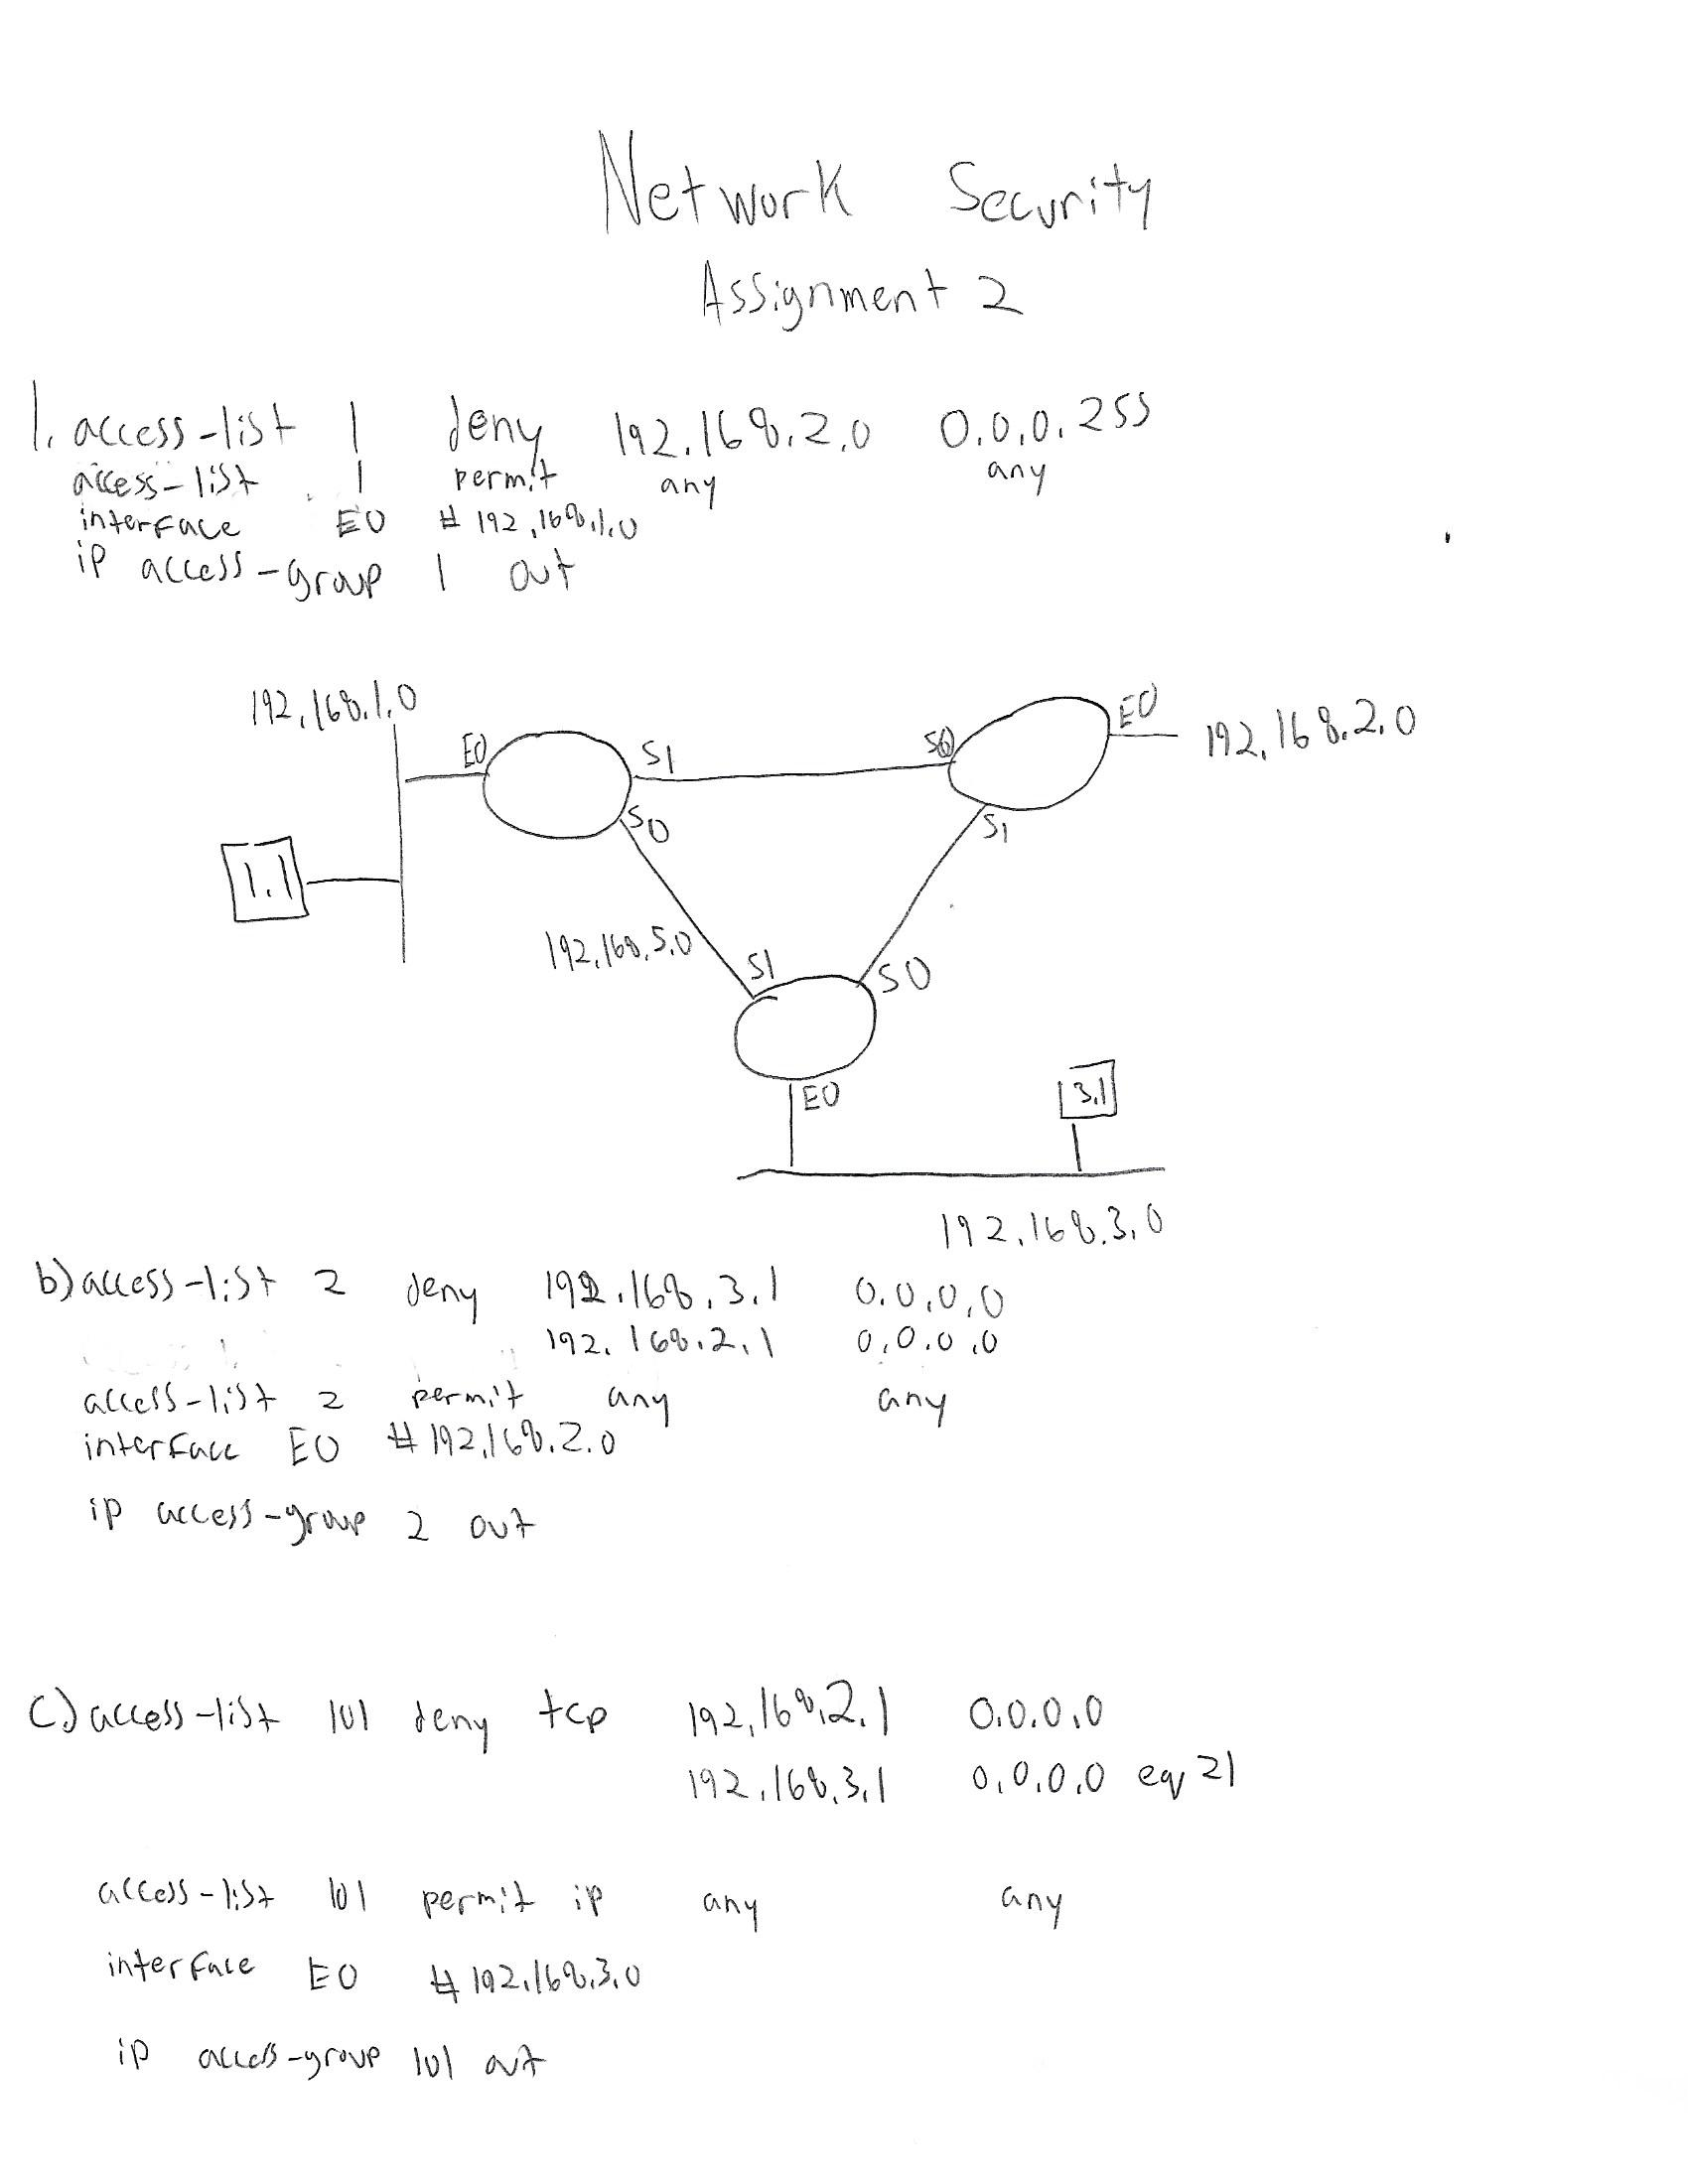 Network Security
Assignment 2
1. access-list 1 deny 192.168.2.0 0.0.0.255
access-list 1 permit any any
interface E0 # 192.168.1.0
ip access-group 1 out
192.168.1.0
E0
S1
S0
E0
192.168.2.0
S0
S1
1.1
192.168.5.0
S1
S0
E0
3.1
192.168.3.0
b) access-list 2 deny 192.168.3.1 0.0.0.0
192.168.2.1 0.0.0.0
access-list 2 permit any any
interface E0 # 192.168.2.0
ip access-group 2 out
c) access-list 101 deny tcp 192.168.2.1 0.0.0.0
192.168.3.1 0.0.0.0 eq 21
access-list 101 permit ip any any
interface E0 # 192.168.3.0
ip access-group 101 out